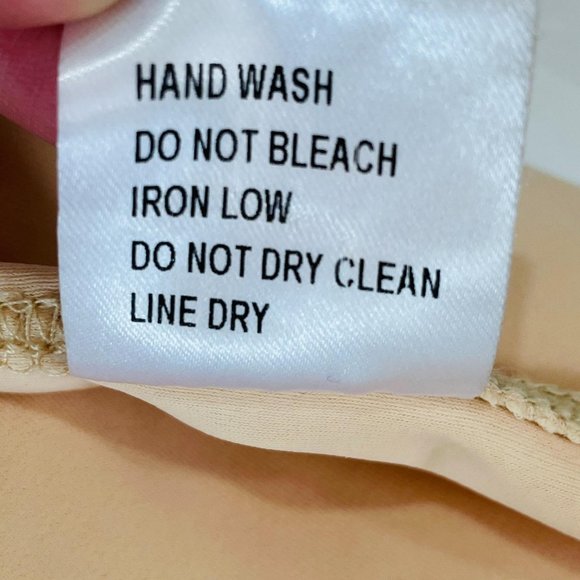 HAND WASH
DO NOT BLEACH
IRON LOW
DO NOT DRY CLEAN
LINE DRY